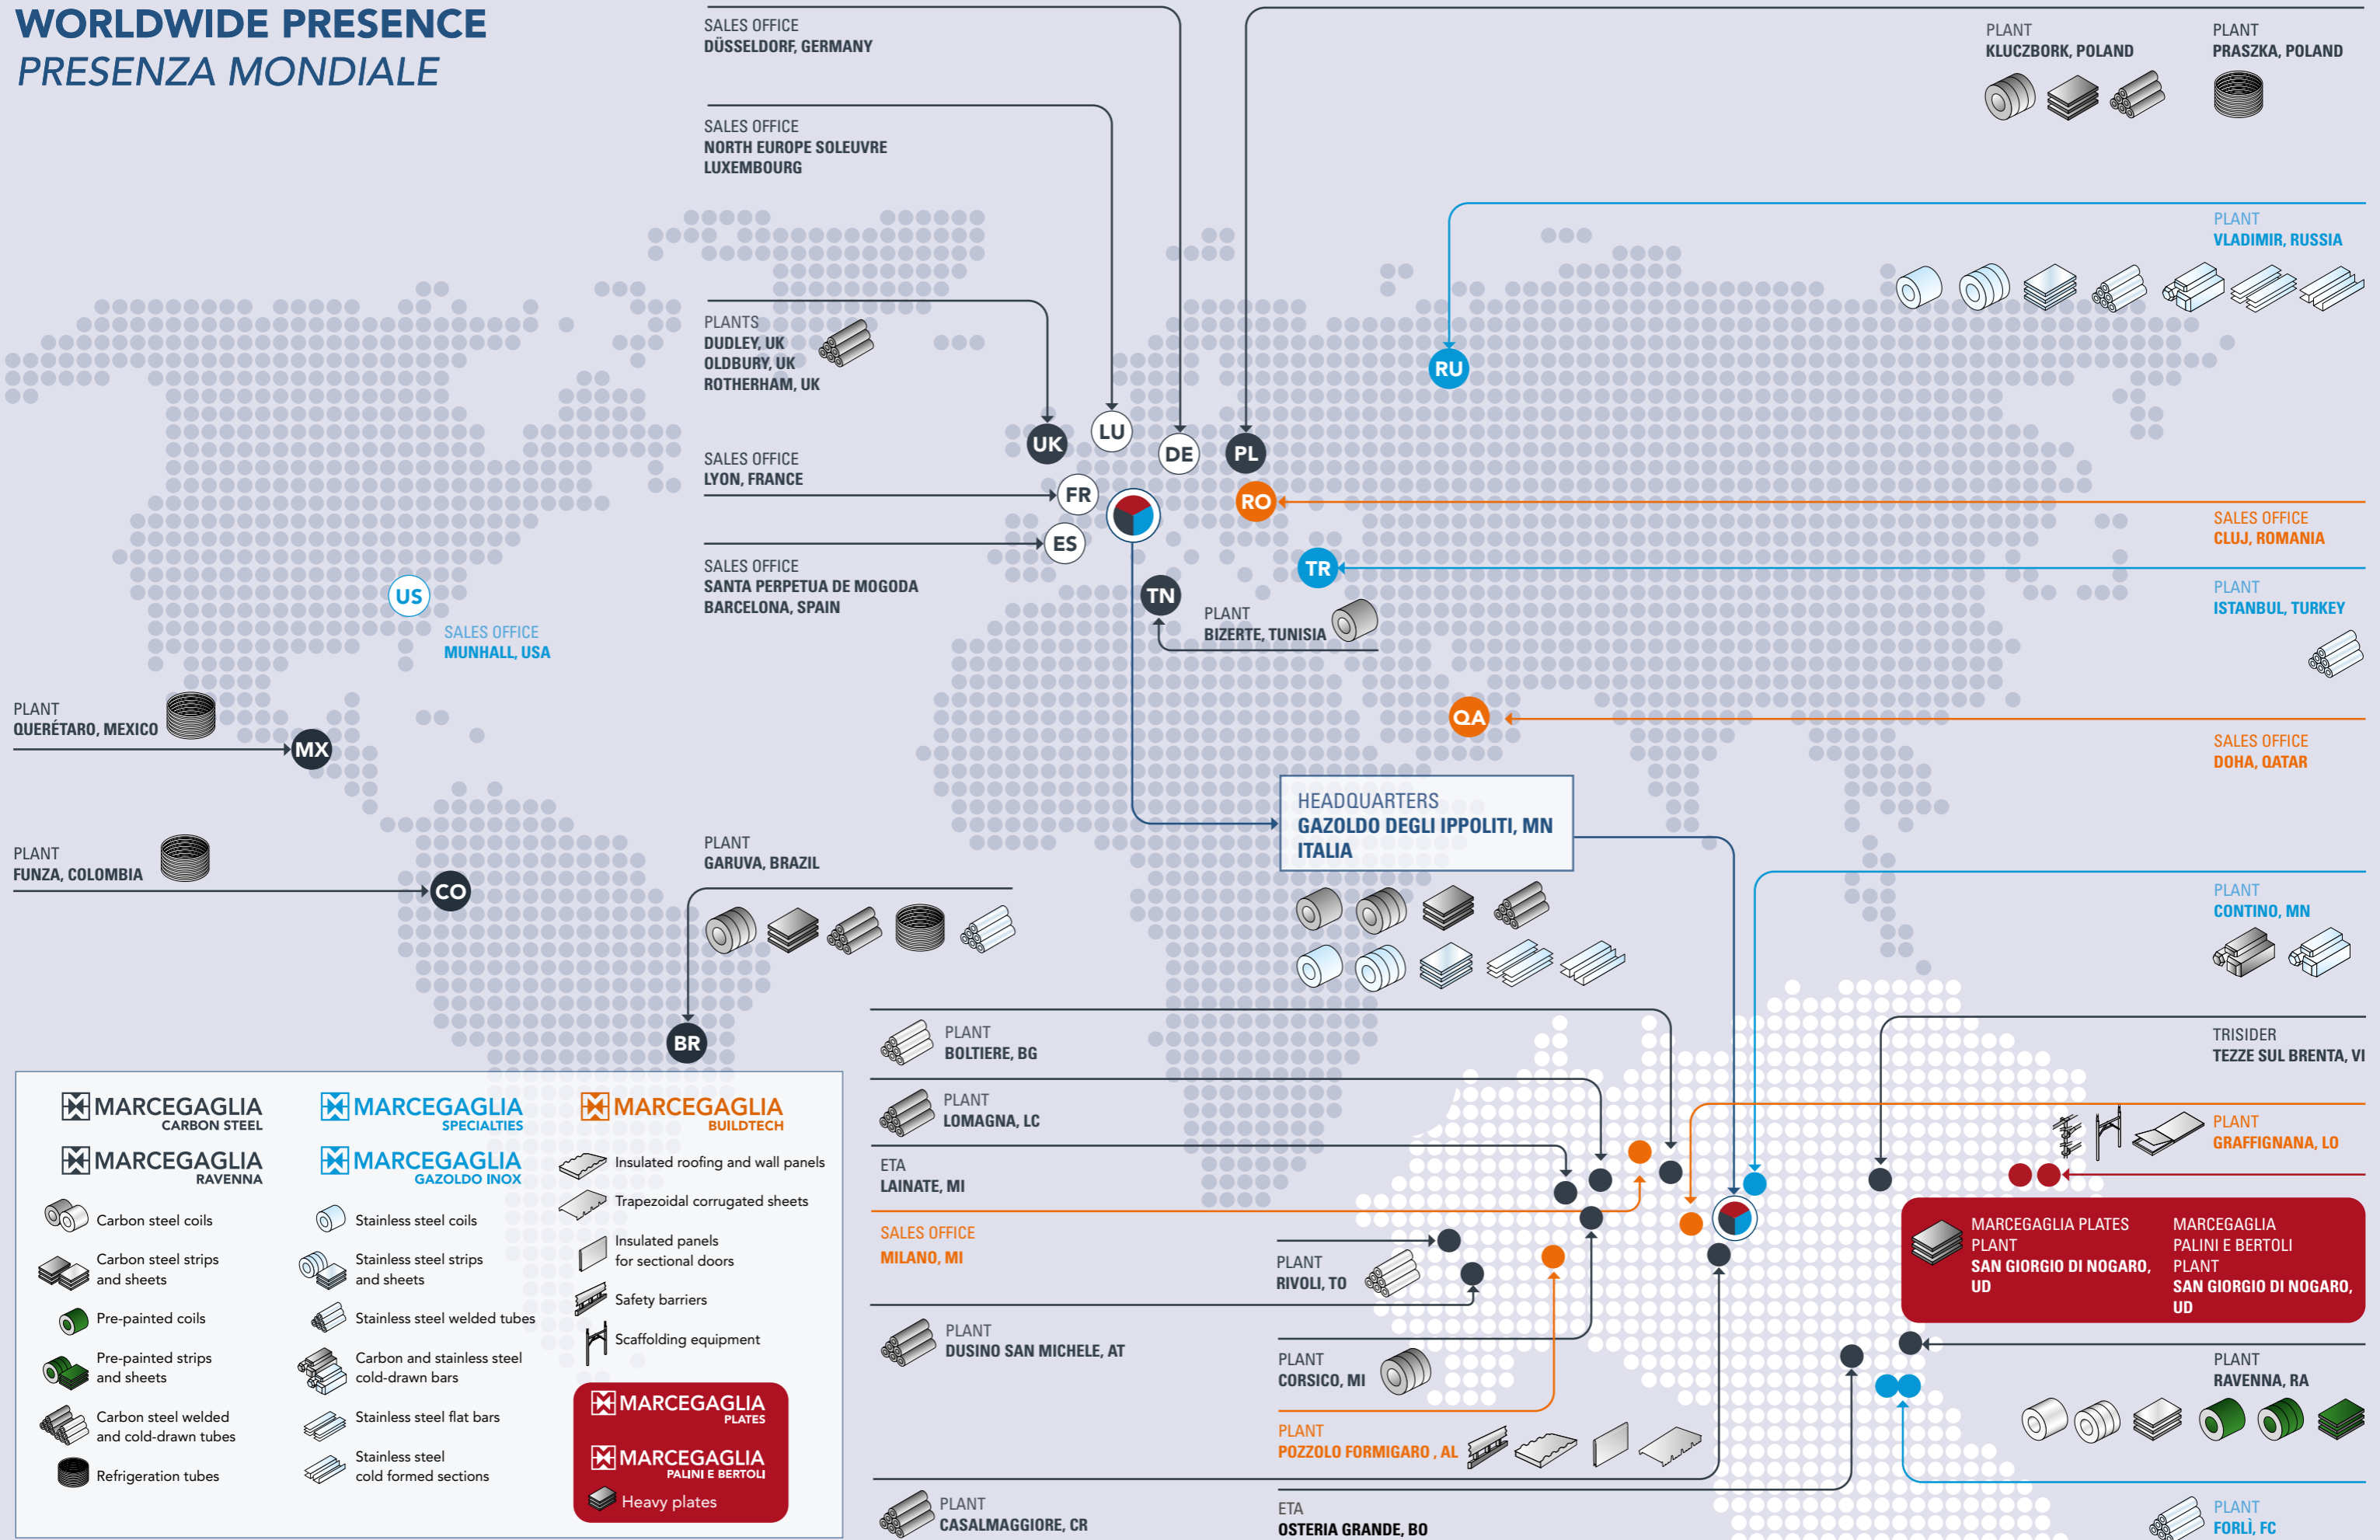 WORLDWIDE PRESENCE
PRESENZA MONDIALE
SALES OFFICE
DÜSSELDORF, GERMANY
SALES OFFICE
NORTH EUROPE SOLEUVRE
LUXEMBOURG
PLANTS
DUDLEY, UK
OLDBURY, UK
ROTHERHAM, UK
SALES OFFICE
LYON, FRANCE
SALES OFFICE
SANTA PERPETUA DE MOGODA
BARCELONA, SPAIN
PLANT
KLUCZBORK, POLAND
PLANT
PRASZKA, POLAND
PLANT
VLADIMIR, RUSSIA
RU
UK
LU
DE
PL
FR
RO
ES
TR
TN
US
QA
MX
CO
BR
SALES OFFICE
CLUJ, ROMANIA
PLANT
ISTANBUL, TURKEY
PLANT
BIZERTE, TUNISIA
SALES OFFICE
MUNHALL, USA
PLANT
QUERÉTARO, MEXICO
SALES OFFICE
DOHA, QATAR
HEADQUARTERS
GAZOLDO DEGLI IPPOLITI, MN
ITALIA
PLANT
FUNZA, COLOMBIA
PLANT
GARUVA, BRAZIL
PLANT
CONTINO, MN
PLANT
BOLTIERE, BG
PLANT
LOMAGNA, LC
ETA
LAINATE, MI
SALES OFFICE
MILANO, MI
PLANT
RIVOLI, TO
PLANT
DUSINO SAN MICHELE, AT
PLANT
CORSICO, MI
PLANT
POZZOLO FORMIGARO , AL
PLANT
CASALMAGGIORE, CR
ETA
OSTERIA GRANDE, BO
TRISIDER
TEZZE SUL BRENTA, VI
PLANT
GRAFFIGNANA, LO
MARCEGAGLIA PLATES
PLANT
SAN GIORGIO DI NOGARO,
UD
MARCEGAGLIA
PALINI E BERTOLI
PLANT
SAN GIORGIO DI NOGARO,
UD
PLANT
RAVENNA, RA
PLANT
FORLÌ, FC
MARCEGAGLIA
CARBON STEEL
MARCEGAGLIA
RAVENNA
Carbon steel coils
Carbon steel strips
and sheets
Pre-painted coils
Pre-painted strips
and sheets
Carbon steel welded
and cold-drawn tubes
Refrigeration tubes
MARCEGAGLIA
SPECIALTIES
MARCEGAGLIA
GAZOLDO INOX
Stainless steel coils
Stainless steel strips
and sheets
Stainless steel welded tubes
Carbon and stainless steel
cold-drawn bars
Stainless steel flat bars
Stainless steel
cold formed sections
MARCEGAGLIA
BUILDTECH
Insulated roofing and wall panels
Trapezoidal corrugated sheets
Insulated panels
for sectional doors
Safety barriers
Scaffolding equipment
MARCEGAGLIA
PLATES
MARCEGAGLIA
PALINI E BERTOLI
Heavy plates